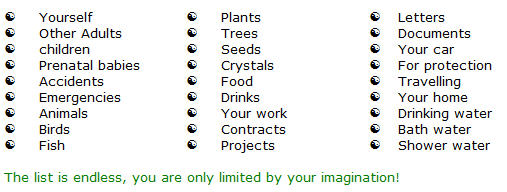 ☯ Yourself ☯ Plants ☯ Letters
☯ Other Adults ☯ Trees ☯ Documents
☯ children ☯ Seeds ☯ Your car
☯ Prenatal babies ☯ Crystals ☯ For protection
☯ Accidents ☯ Food ☯ Travelling
☯ Emergencies ☯ Drinks ☯ Your home
☯ Animals ☯ Your work ☯ Drinking water
☯ Birds ☯ Contracts ☯ Bath water
☯ Fish ☯ Projects ☯ Shower water
The list is endless, you are only limited by your imagination!